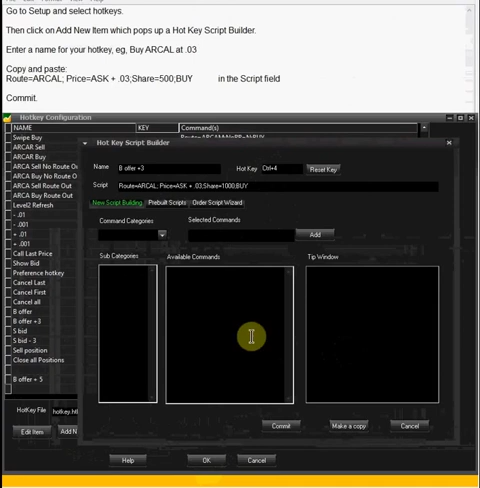 Go to Setup and select hotkeys.
Then click on Add New Item which pops up a Hot Key Script Builder.
Enter a name for your hotkey, eg, Buy ARCAL at .03
Copy and paste:
Route=ARCAL; Price=ASK + .03;Share=500;BUY in the Script field
Commit.
Hotkey Configuration
NAME KEY Command(s)
Swipe Buy
ARCAR Sell
ARCAR Buy
ARCA Sell No Route O
ARCA Buy No Route O
ARCA Sell Route Out
ARCA Buy Route Out
Level2 Refresh
- .01
- .001
+ .01
+ .001
Call Last Price
Show Bid
Preference hotkey
Cancel Last
Cancel First
Cancel all
B offer
B offer +3
S bid
S bid - 3
Sell position
Close all Positions
B offer + 5
HotKey File hotkey.htl
Edit Item Add N
Help OK Cancel
Hot Key Script Builder
Name B offer +3 Hot Key Ctrl+4 Reset Key
Script Route=ARCAL; Price=ASK + .03;Share=1000;BUY
New Script Building Prebuilt Scripts Order Script Wizard
Command Categories Selected Commands
Add
Sub Categories Available Commands Tip Window
Commit Make a copy Cancel